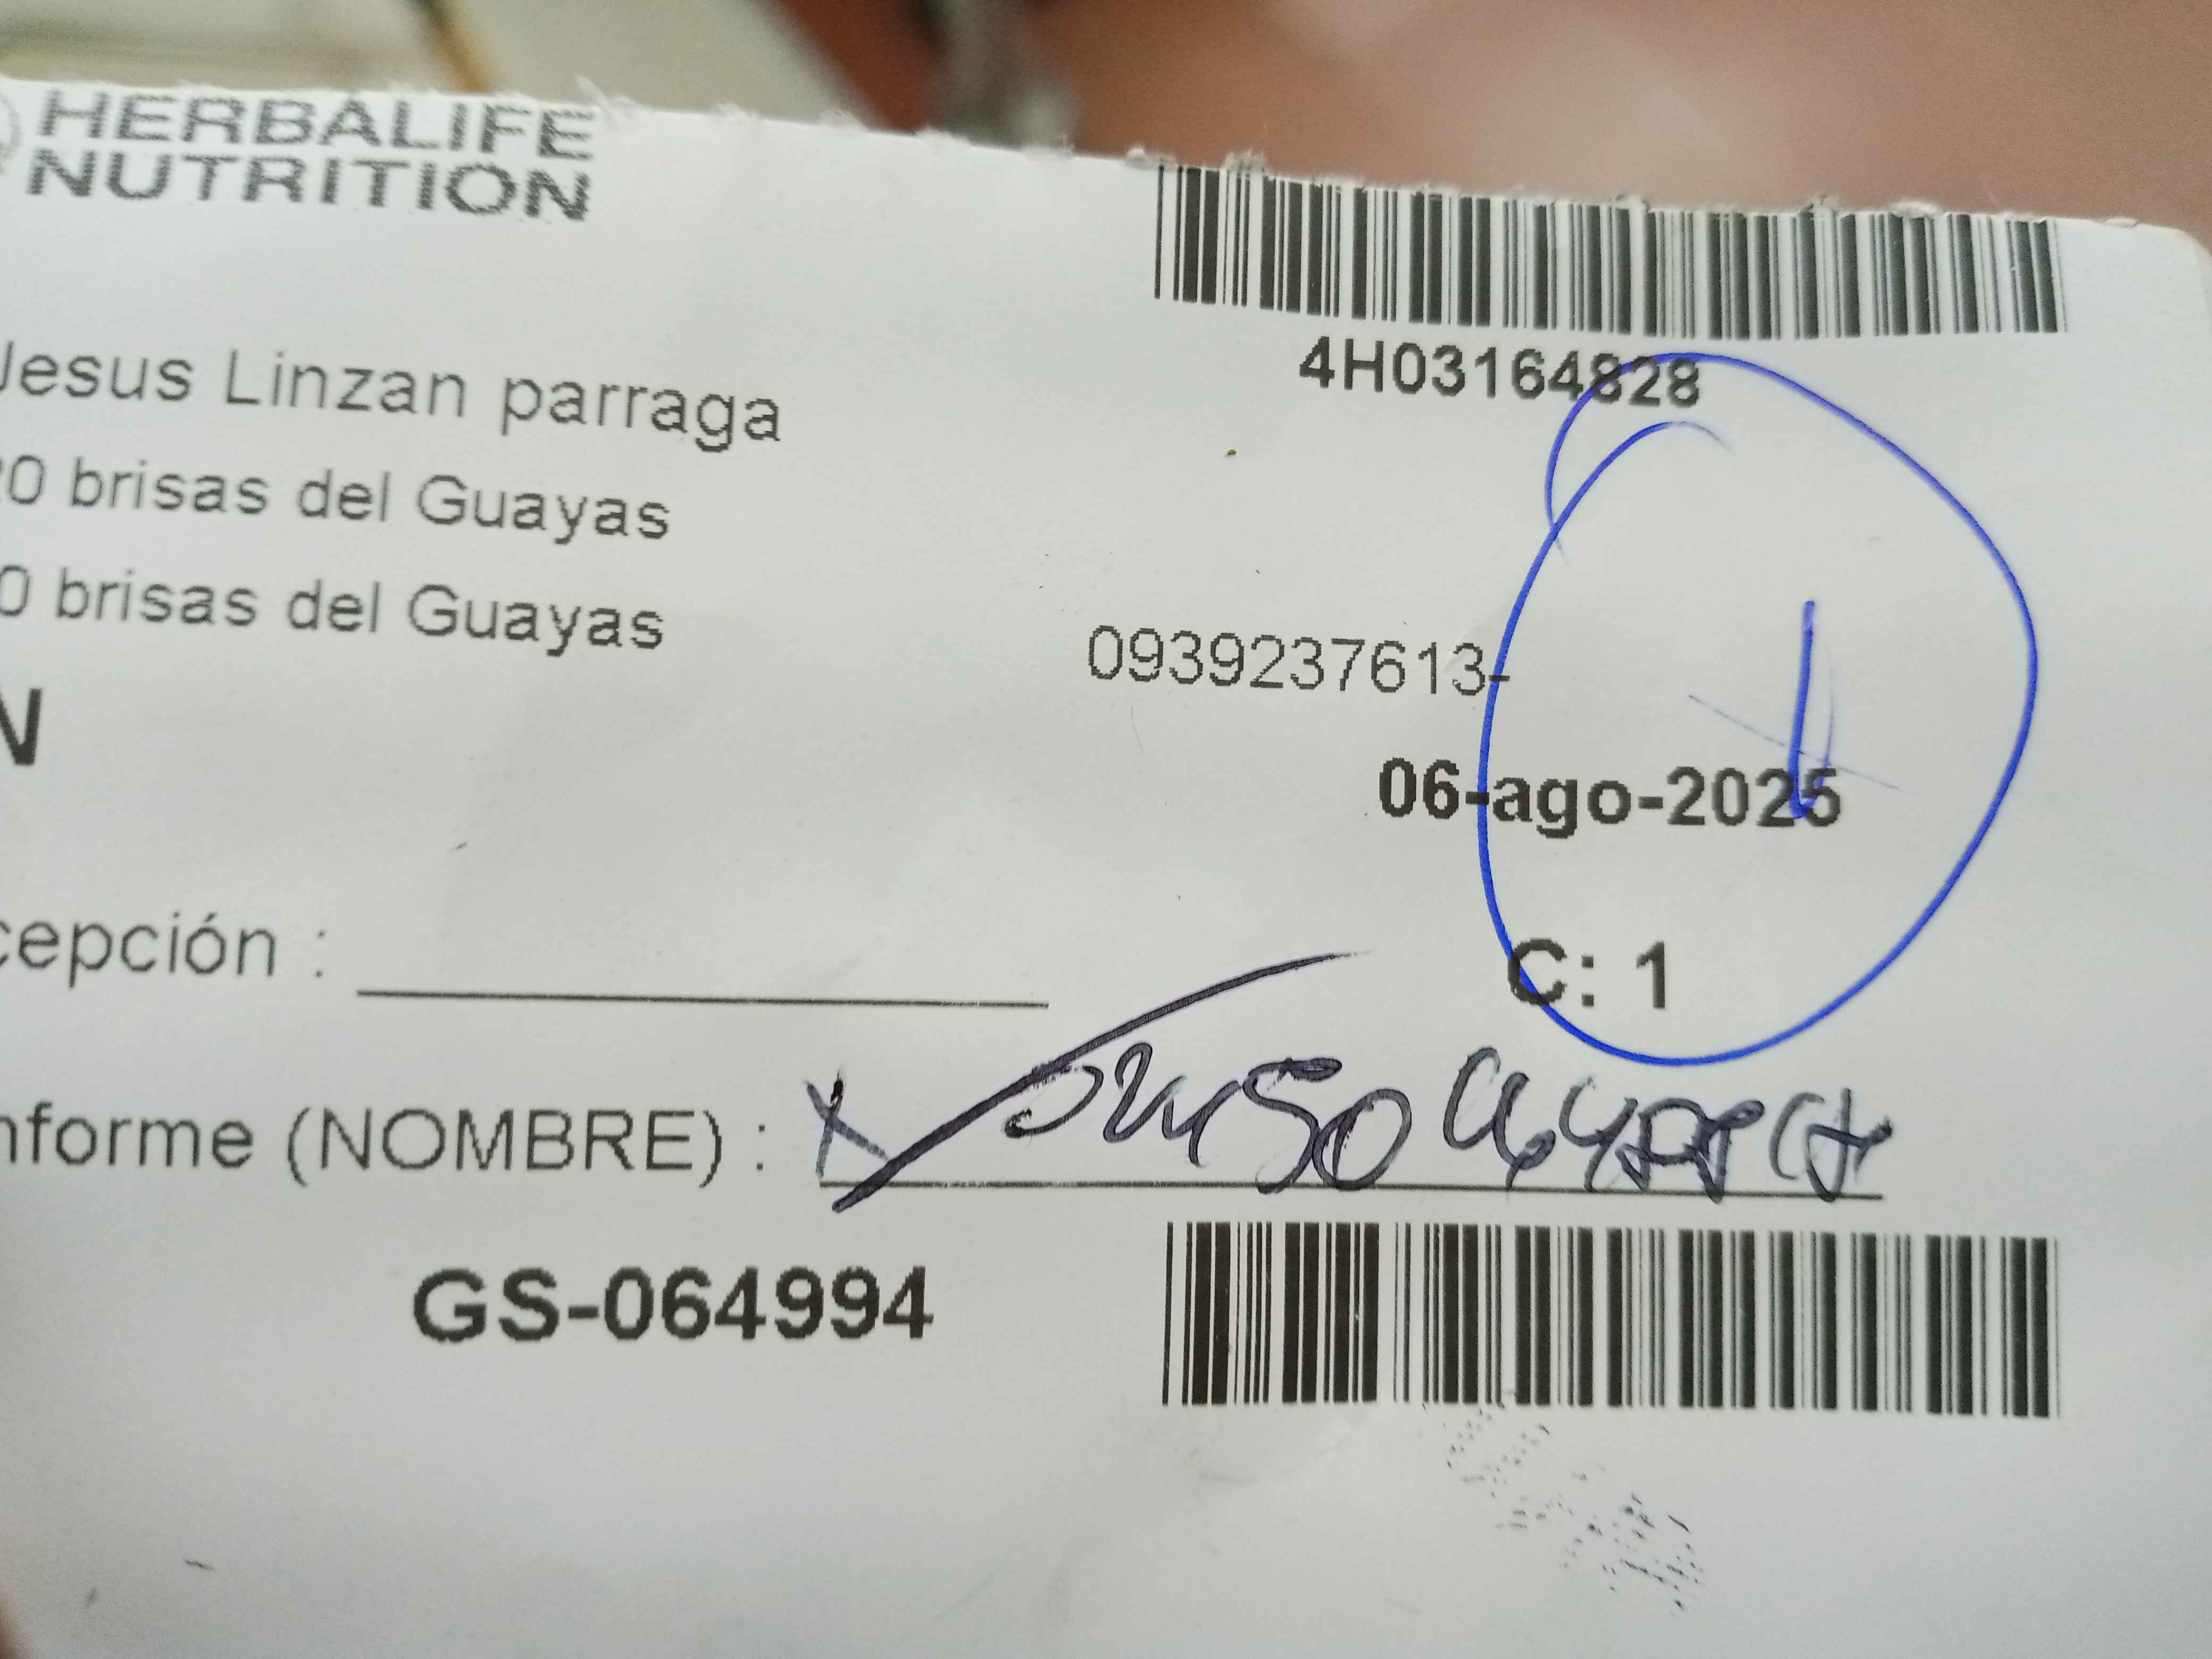 HERBALIFE
NUTRITION
4H03164828
Jesus Linzan parraga
0 brisas del Guayas
0 brisas del Guayas
0939237613-
N
06-ago-2025
cepción :
C: 1
nforme (NOMBRE) : X
GS-064994